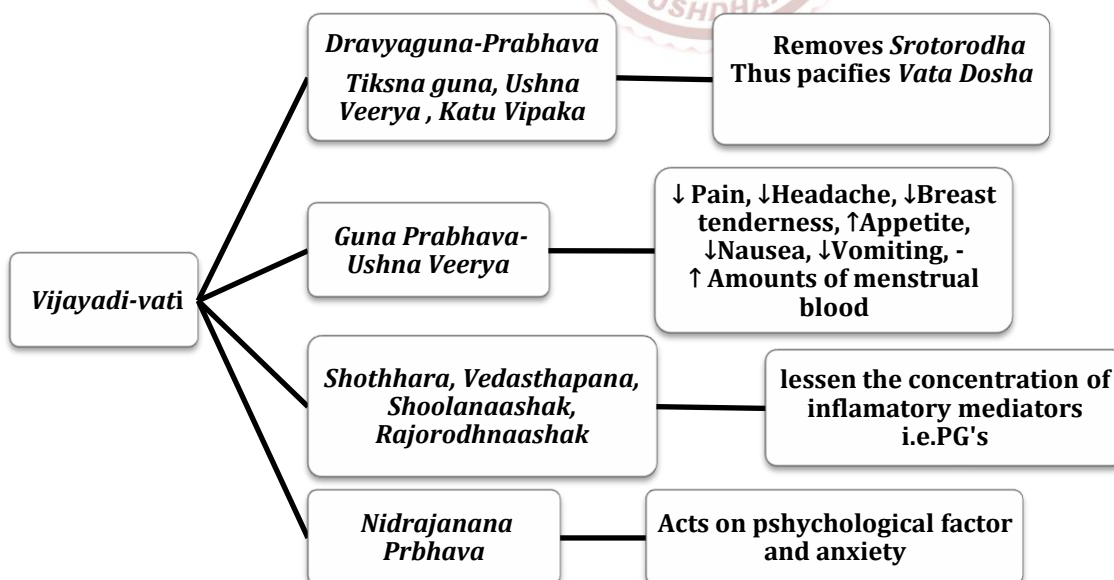 USHDHA
Dravyaguna-Prabhava
Tiksna guna, Ushna
Veerya , Katu Vipaka
Removes Srotorodha
Thus pacifies Vata Dosha
Guna Prabhava-
Ushna Veerya
↓ Pain, ↓Headache, ↓Breast
tenderness, ↑Appetite,
↓Nausea, ↓Vomiting, -
↑ Amounts of menstrual
blood
Vijayadi-vati
Shothhara, Vedasthapana,
Shoolanaashak,
Rajorodhnaashak
lessen the concentration of
inflamatory mediators
i.e.PG's
Nidrajanana
Prbhava
Acts on pshychological factor
and anxiety